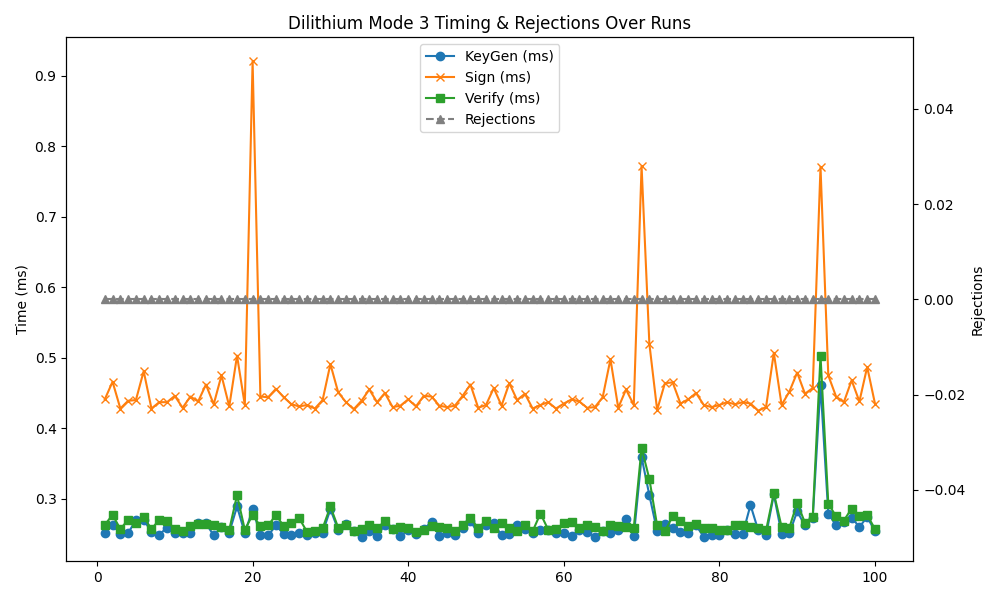 Dilithium Mode 3 Timing & Rejections Over Runs
KeyGen (ms)
Sign (ms)
Verify (ms)
Rejections
Time (ms)
0.9
0.8
0.7
0.6
0.5
0.4
0.3
0
20
40
60
80
100
0.04
0.02
0.00
−0.02
−0.04
Rejections